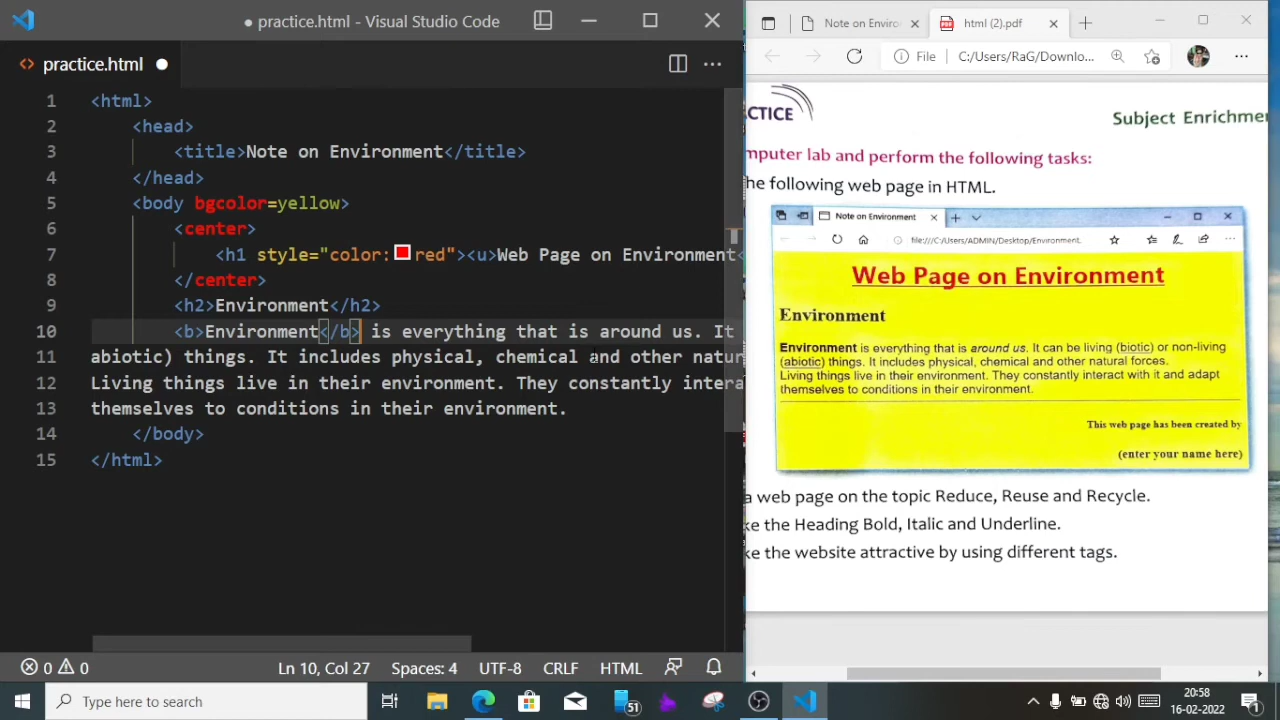 practice.html - Visual Studio Code
practice.html
1 <html>
2 <head>
3 <title>Note on Environment</title>
4 </head>
5 <body bgcolor=yellow>
6 <center>
7 <h1 style="color:red"><u>Web Page on Environment<
8 </center>
9 <h2>Environment</h2>
10 <b>Environment</b> is everything that is around us. It
11 abiotic) things. It includes physical, chemical and other natur
12 Living things live in their environment. They constantly intera
13 themselves to conditions in their environment.
14 </body>
15 </html>
0 0
Ln 10, Col 27 Spaces: 4 UTF-8 CRLF HTML
Note on Enviro
html (2).pdf
File C:/Users/RaG/Downlo...
CTICE
Subject Enrichmer
mputer lab and perform the following tasks:
he following web page in HTML.
Note on Environment
file:///C:/Users/ADMIN/Desktop/Environment.
Web Page on Environment
Environment
Environment is everything that is around us. It can be living (biotic) or non-living
(abiotic) things. It includes physical, chemical and other natural forces.
Living things live in their environment. They constantly interact with it and adapt
themselves to conditions in their environment.
This web page has been created by
(enter your name here)
a web page on the topic Reduce, Reuse and Recycle.
ke the Heading Bold, Italic and Underline.
ke the website attractive by using different tags.
Type here to search
51
20:58
16-02-2022
1